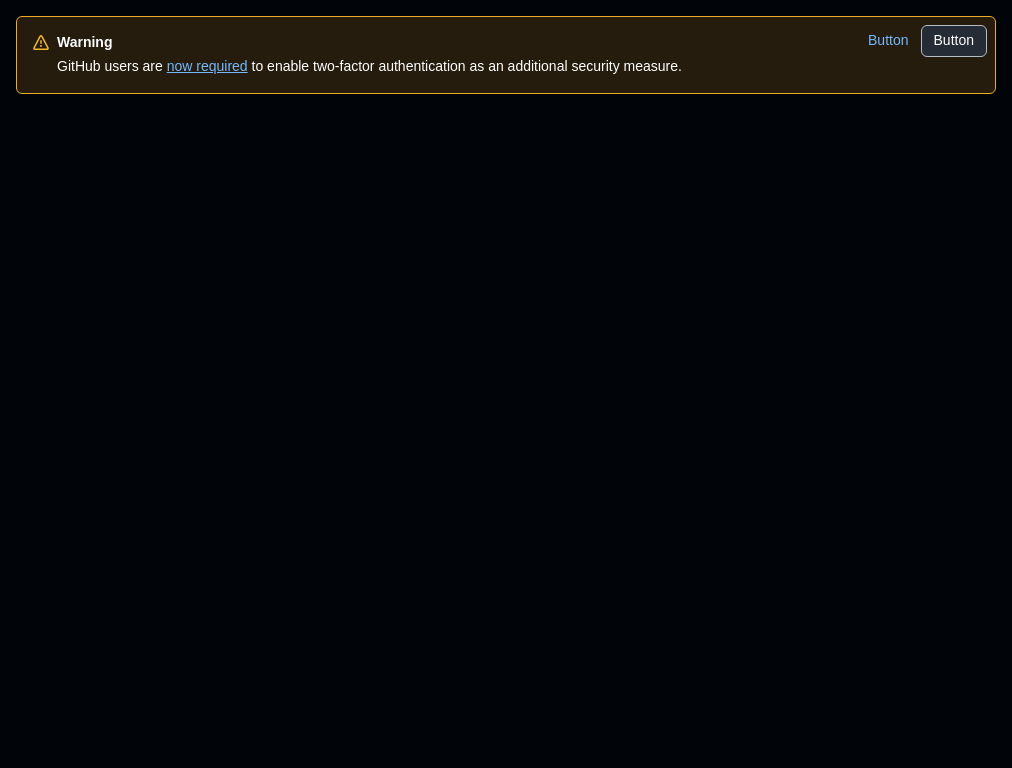 Warning
GitHub users are now required to enable two-factor authentication as an additional security measure.
Button
Button